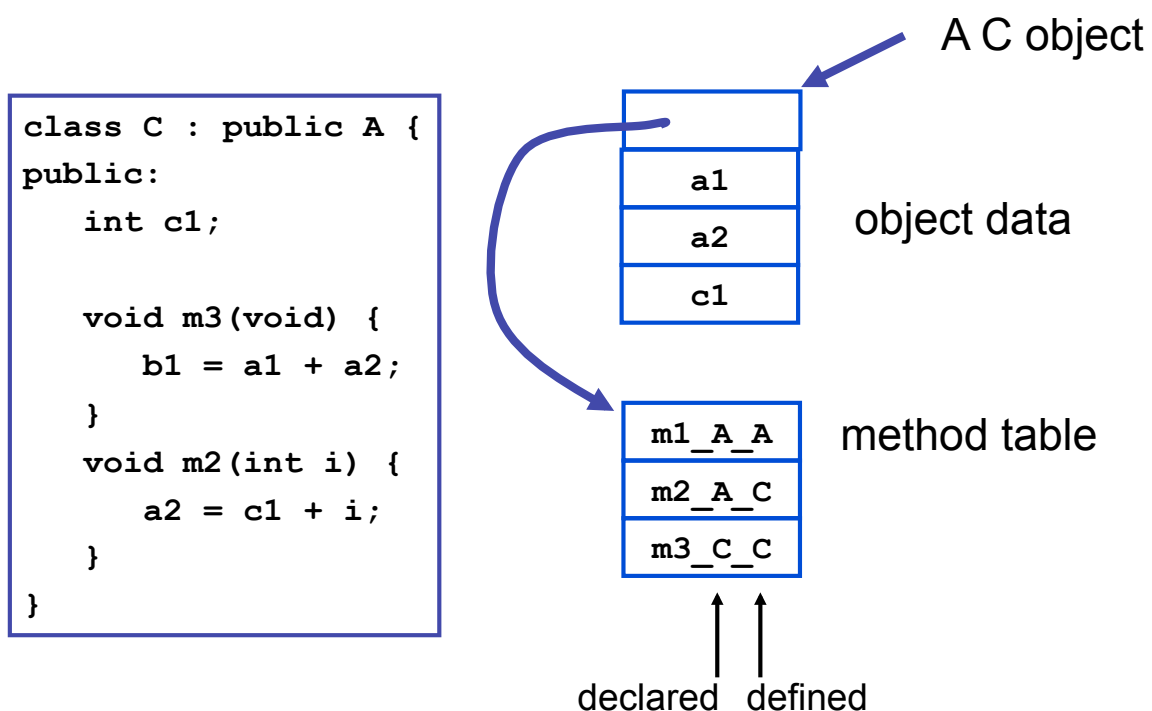 A C object
class C : public A {
public:
int c1;
void m3(void) {
b1 = a1 + a2;
}
void m2(int i) {
a2 = c1 + i;
}
}
a1
a2
c1
object data
m1_A_A
m2_A_C
m3_C_C
method table
declared defined